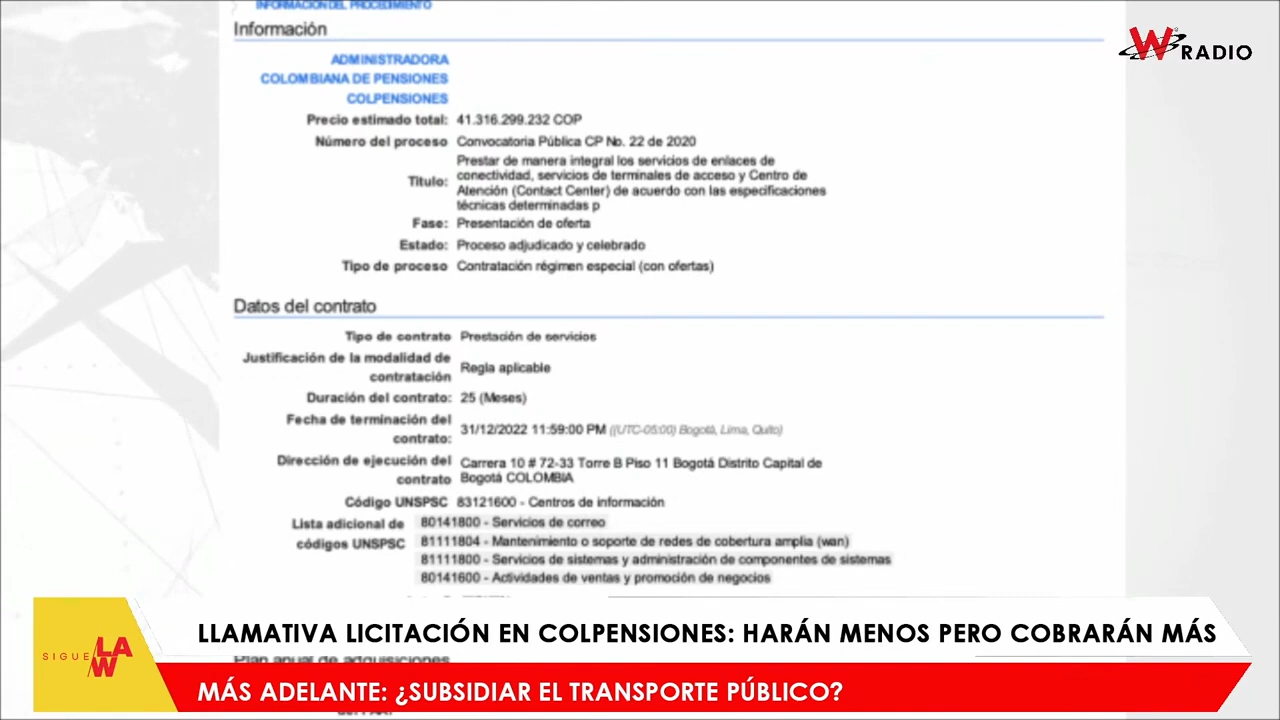 INFORMACIÓN DEL PROCEDIMIENTO
Información
W RADIO
ADMINISTRADORA
COLOMBIANA DE PENSIONES
COLPENSIONES
Precio estimado total: 41.316.299.232 COP
Número del proceso Convocatoria Pública CP No. 22 de 2020
Título: Prestar de manera integral los servicios de enlaces de
conectividad, servicios de terminales de acceso y Centro de
Atención (Contact Center) de acuerdo con las especificaciones
técnicas determinadas p
Fase: Presentación de oferta
Estado: Proceso adjudicado y celebrado
Tipo de proceso Contratación régimen especial (con ofertas)
Datos del contrato
Tipo de contrato Prestación de servicios
Justificación de la modalidad de
contratación Regla aplicable
Duración del contrato: 25 (Meses)
Fecha de terminación del
contrato: 31/12/2022 11:59:00 PM ((UTC-05:00) Bogotá, Lima, Quito)
Dirección de ejecución del
contrato Carrera 10 # 72-33 Torre B Piso 11 Bogotá Distrito Capital de
Bogotá COLOMBIA
Código UNSPSC 83121600 - Centros de información
Lista adicional de
códigos UNSPSC 80141800 - Servicios de correo
81111804 - Mantenimiento o soporte de redes de cobertura amplia (wan)
81111800 - Servicios de sistemas y administración de componentes de sistemas
80141600 - Actividades de ventas y promoción de negocios
SIGUE LA W
LLAMATIVA LICITACIÓN EN COLPENSIONES: HARÁN MENOS PERO COBRARÁN MÁS
Plan anual de adquisiciones
MÁS ADELANTE: ¿SUBSIDIAR EL TRANSPORTE PÚBLICO?